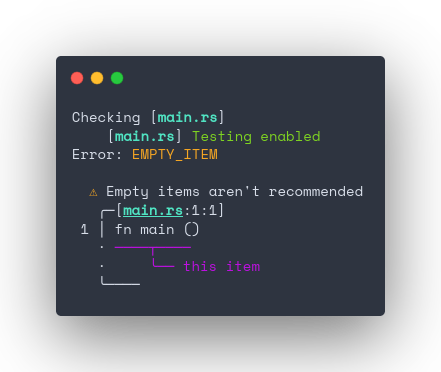 Checking [main.rs]
[main.rs] Testing enabled
Error: EMPTY_ITEM
⚠ Empty items aren't recommended
╭─[main.rs:1:1]
1 │ fn main ()
· ────┬────
· ╰── this item
╰────